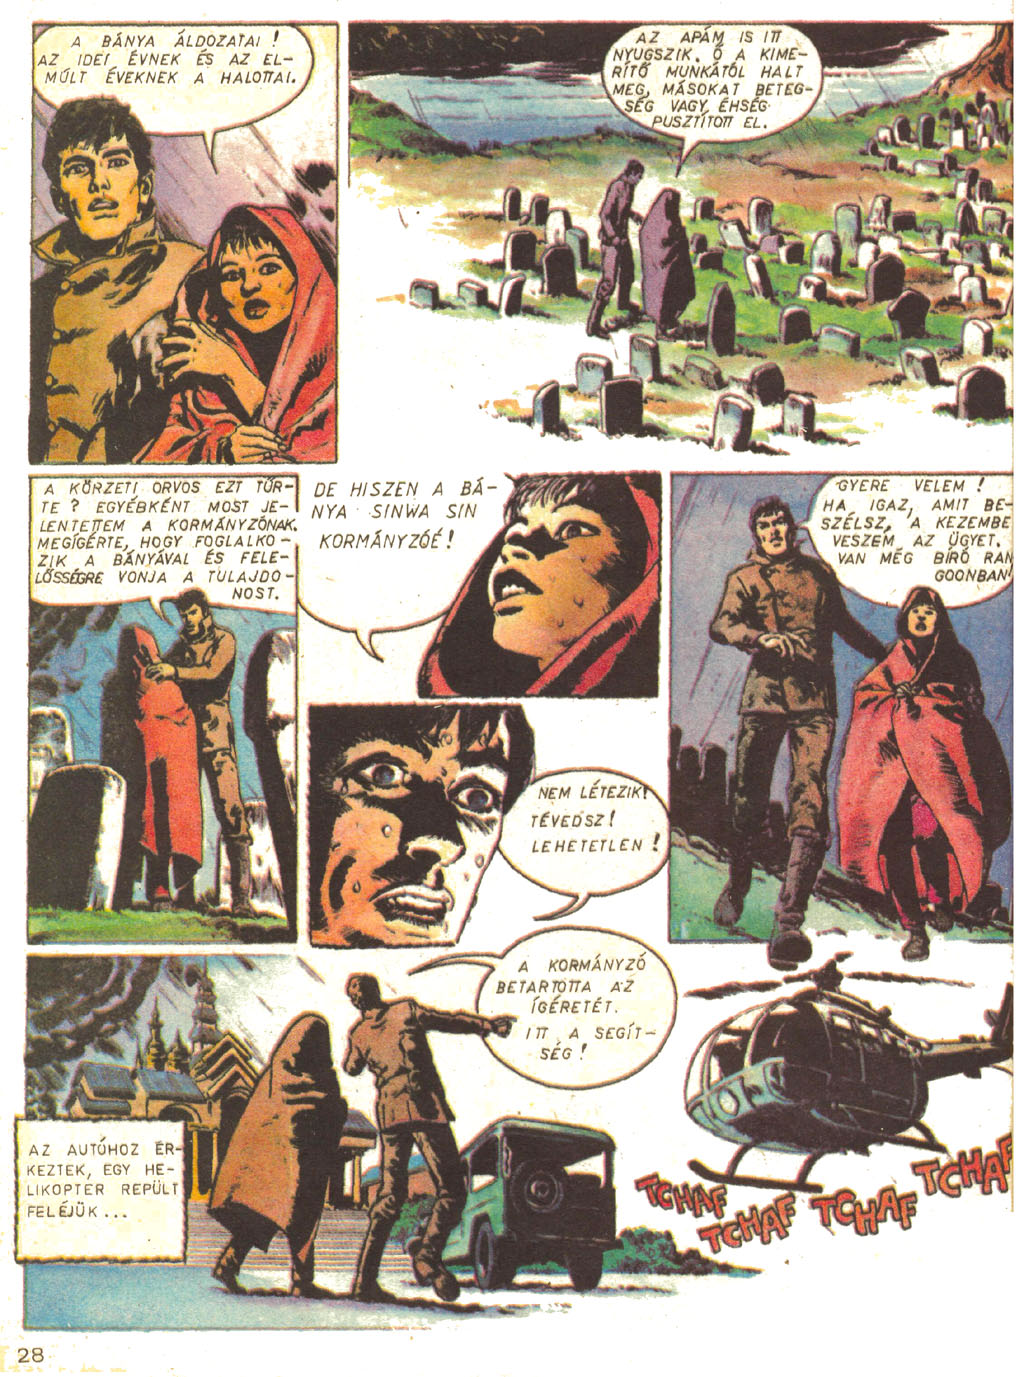 A BÁNYA ÁLDOZATAI !
AZ IDEI ÉVNEK ÉS AZ EL-
MÚLT ÉVEKNEK A HALOTTAI.
AZ APÁM IS ITT
NYUGSZIK. Ő A KIME-
RÍTŐ MUNKÁTÓL HALT
MEG, MÁSOKAT BETEG-
SÉG VAGY ÉHSÉG
PUSZTÍTOTT EL.
A KÖRZETI ORVOS EZT TŰR-
TE ? EGYÉBKÉNT MOST JE-
LENTETTEM A KORMÁNYZÓNAK.
MEGÍGÉRTE, HOGY FOGLALKO-
ZIK A BÁNYÁVAL ÉS FELE-
LŐSSÉGRE VONJA A TULAJDO-
NOST.
DE HISZEN A BÁ-
NYA SINWA SIN
KORMÁNYZÓÉ !
GYERE VELEM !
HA IGAZ, AMIT BE-
SZÉLSZ, A KEZEMBE
VESZEM AZ ÜGYET.
VAN MÉG BÍRÓ RAN
GOONBAN
NEM LÉTEZIK!
TÉVEDSZ!
LEHETETLEN !
A KORMÁNYZÓ
BETARTOTTA AZ
ÍGÉRETÉT.
ITT A SEGÍT-
SÉG !
AZ AUTÓHOZ ÉR-
KEZTEK, EGY HE-
LIKOPTER REPÜLT
FELÉJÜK ...
TCHAF
TCHAF
TCHAF
TCHAF
28